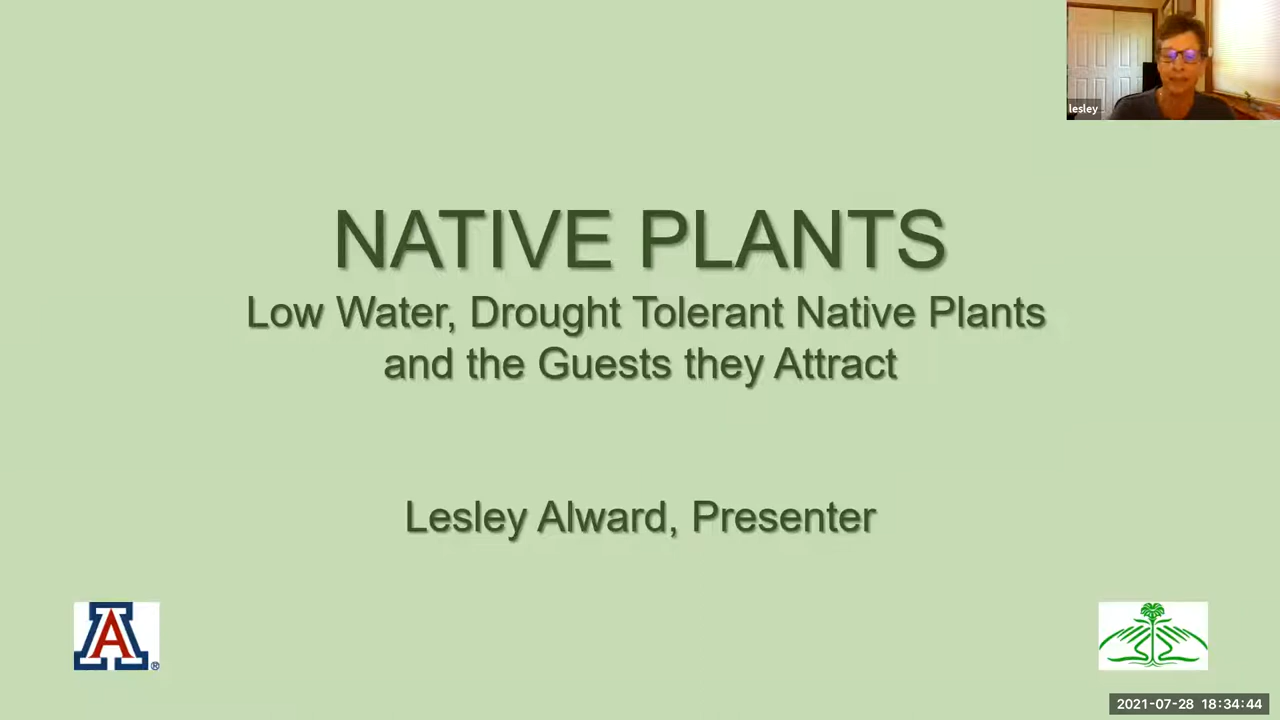 lesley
NATIVE PLANTS
Low Water, Drought Tolerant Native Plants
and the Guests they Attract
Lesley Alward, Presenter
A®
2021-07-28 18:34:44